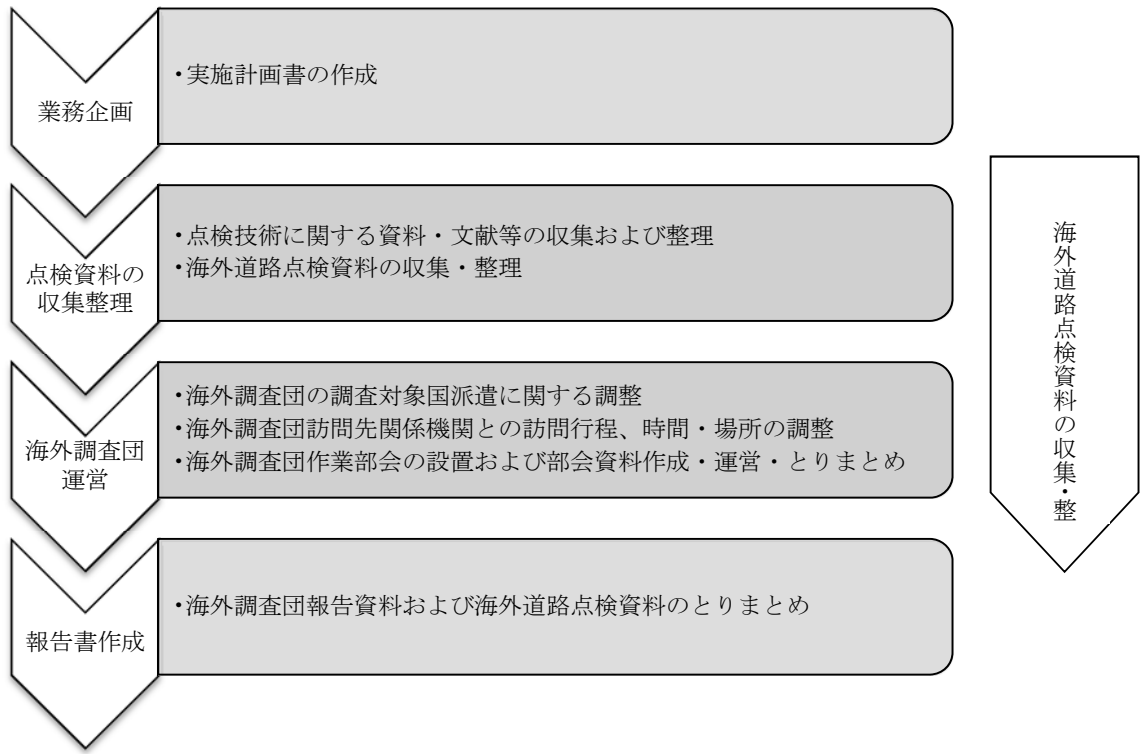 業務企画
・実施計画書の作成
点検資料の
収集整理
・点検技術に関する資料・文献等の収集および整理
・海外道路点検資料の収集・整理
海外調査団
運営
・海外調査団の調査対象国派遣に関する調整
・海外調査団訪問先関係機関との訪問行程、時間・場所の調整
・海外調査団作業部会の設置および部会資料作成・運営・とりまとめ
報告書作成
・海外調査団報告資料および海外道路点検資料のとりまとめ
海外道路点検資料の収集・整